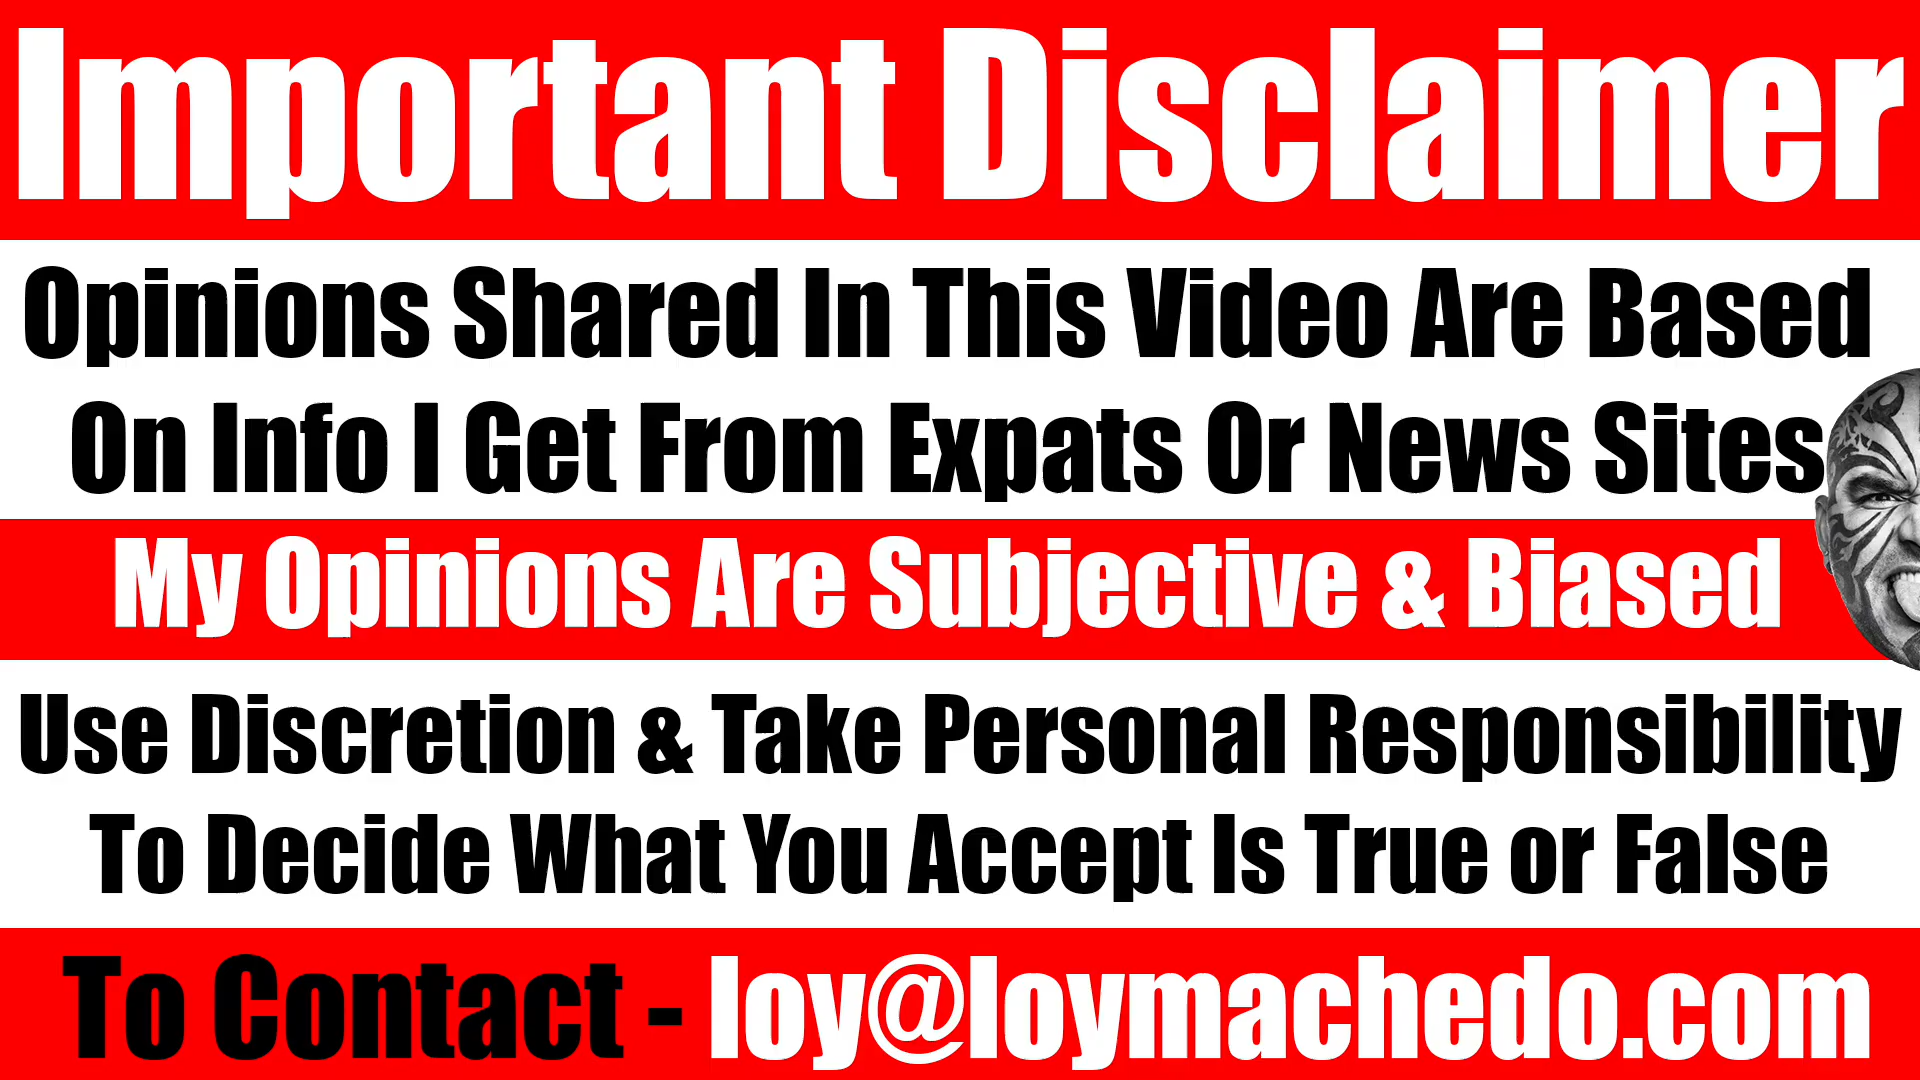 Important Disclaimer
Opinions Shared In This Video Are Based
On Info I Get From Expats Or News Sites
My Opinions Are Subjective & Biased
Use Discretion & Take Personal Responsibility
To Decide What You Accept Is True or False
To Contact - loy@loymachedo.com